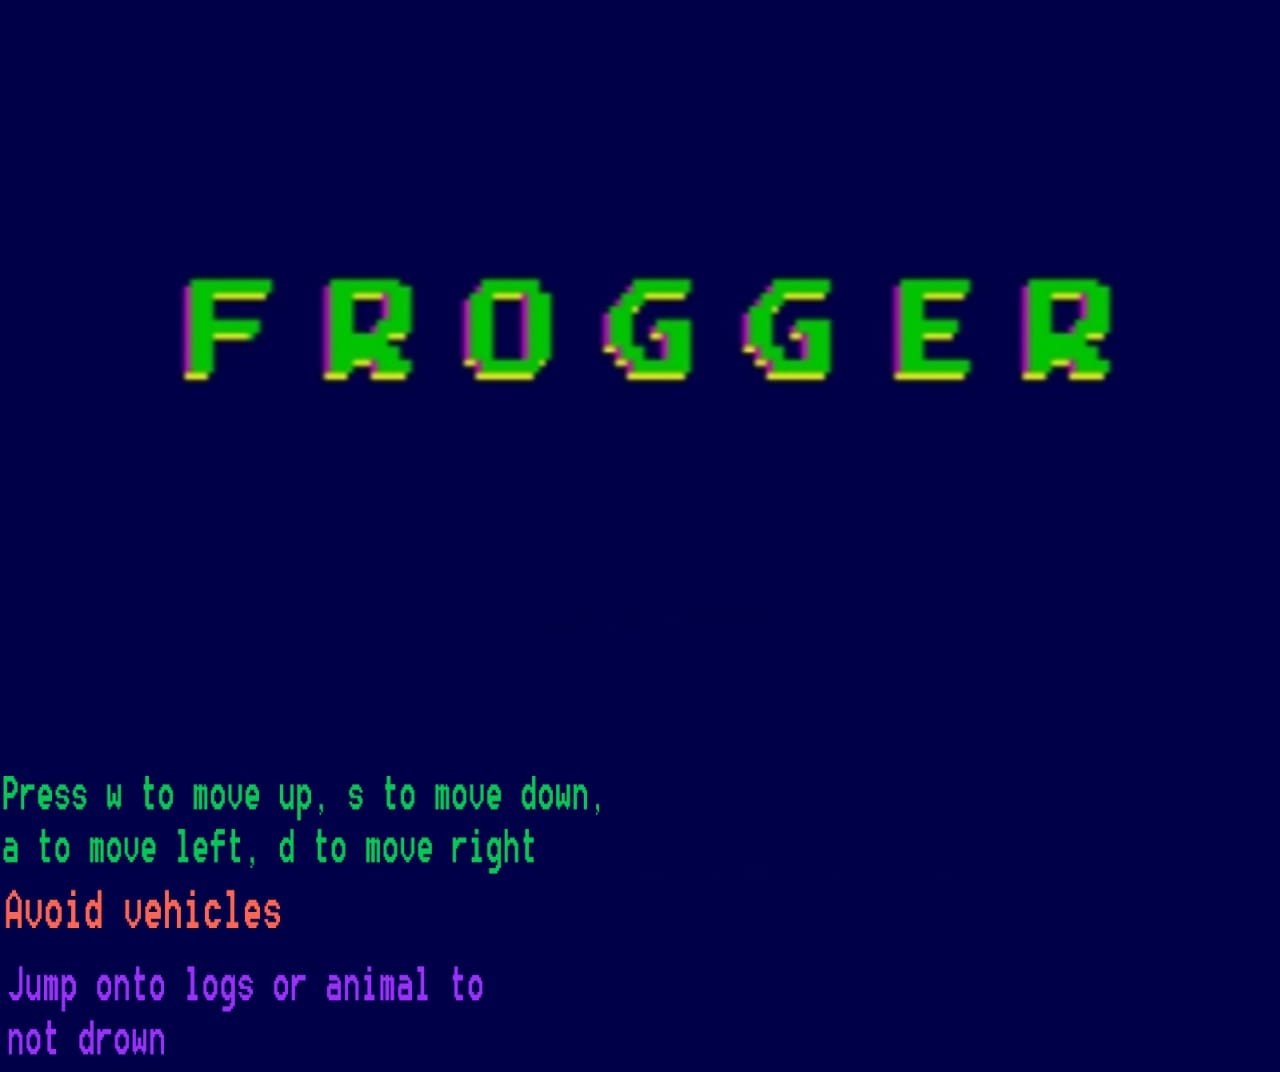 FROGGER
Press w to move up, s to move down,
a to move left, d to move right
Avoid vehicles
Jump onto logs or animal to
not drown